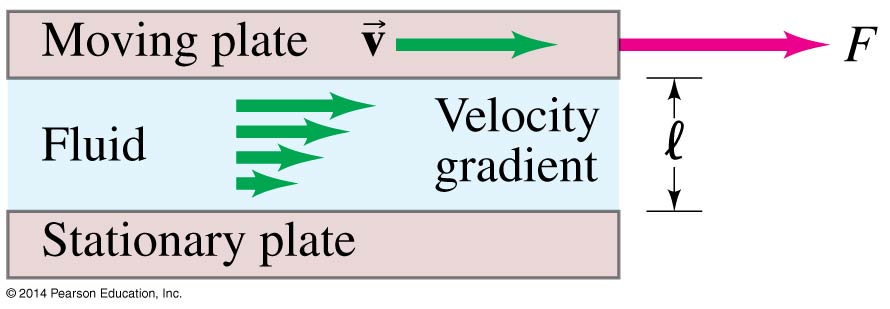 Moving plate v⃗ F
Fluid
Velocity
gradient
ℓ
Stationary plate
© 2014 Pearson Education, Inc.